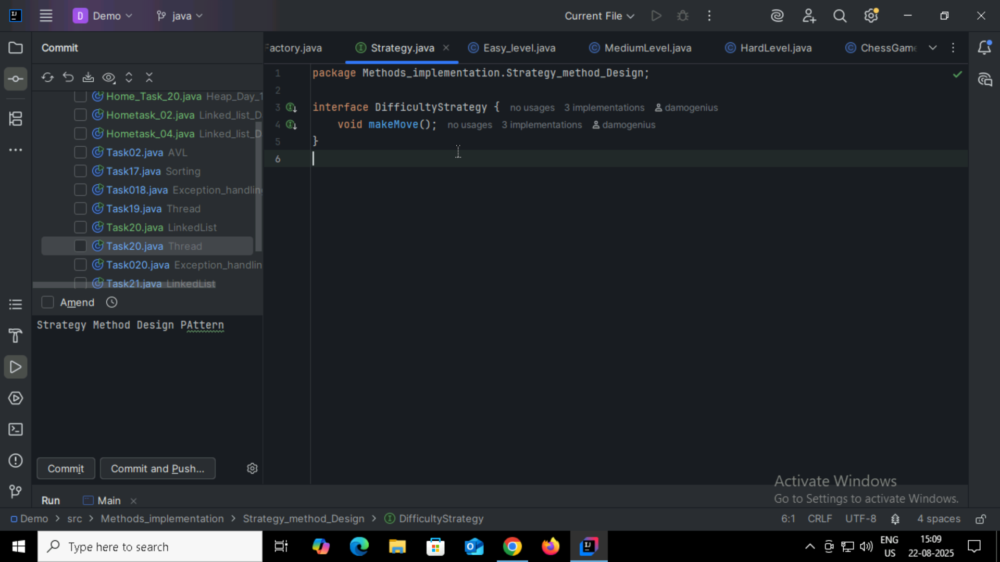 D Demo java Current File
Commit
Factory.java Strategy.java Easy_level.java MediumLevel.java HardLevel.java ChessGame
Home_Task_20.java Heap_Day_1
Hometask_02.java Linked_list_D
Hometask_04.java Linked_list_D
Task02.java AVL
Task17.java Sorting
Task018.java Exception_handling
Task19.java Thread
Task20.java LinkedList
Task20.java Thread
Task020.java Exception_handlin
Task21.java LinkedList
Amend
Strategy Method Design PAttern
Commit Commit and Push...
1 package Methods_implementation.Strategy_method_Design;
2
3 interface DifficultyStrategy { no usages 3 implementations damogenius
4 void makeMove(); no usages 3 implementations damogenius
5 }
6
Activate Windows
Go to Settings to activate Windows.
Run Main
Demo > src > Methods_implementation > Strategy_method_Design > DifficultyStrategy 6:1 CRLF UTF-8 4 spaces
Type here to search
ENG
US
15:09
22-08-2025